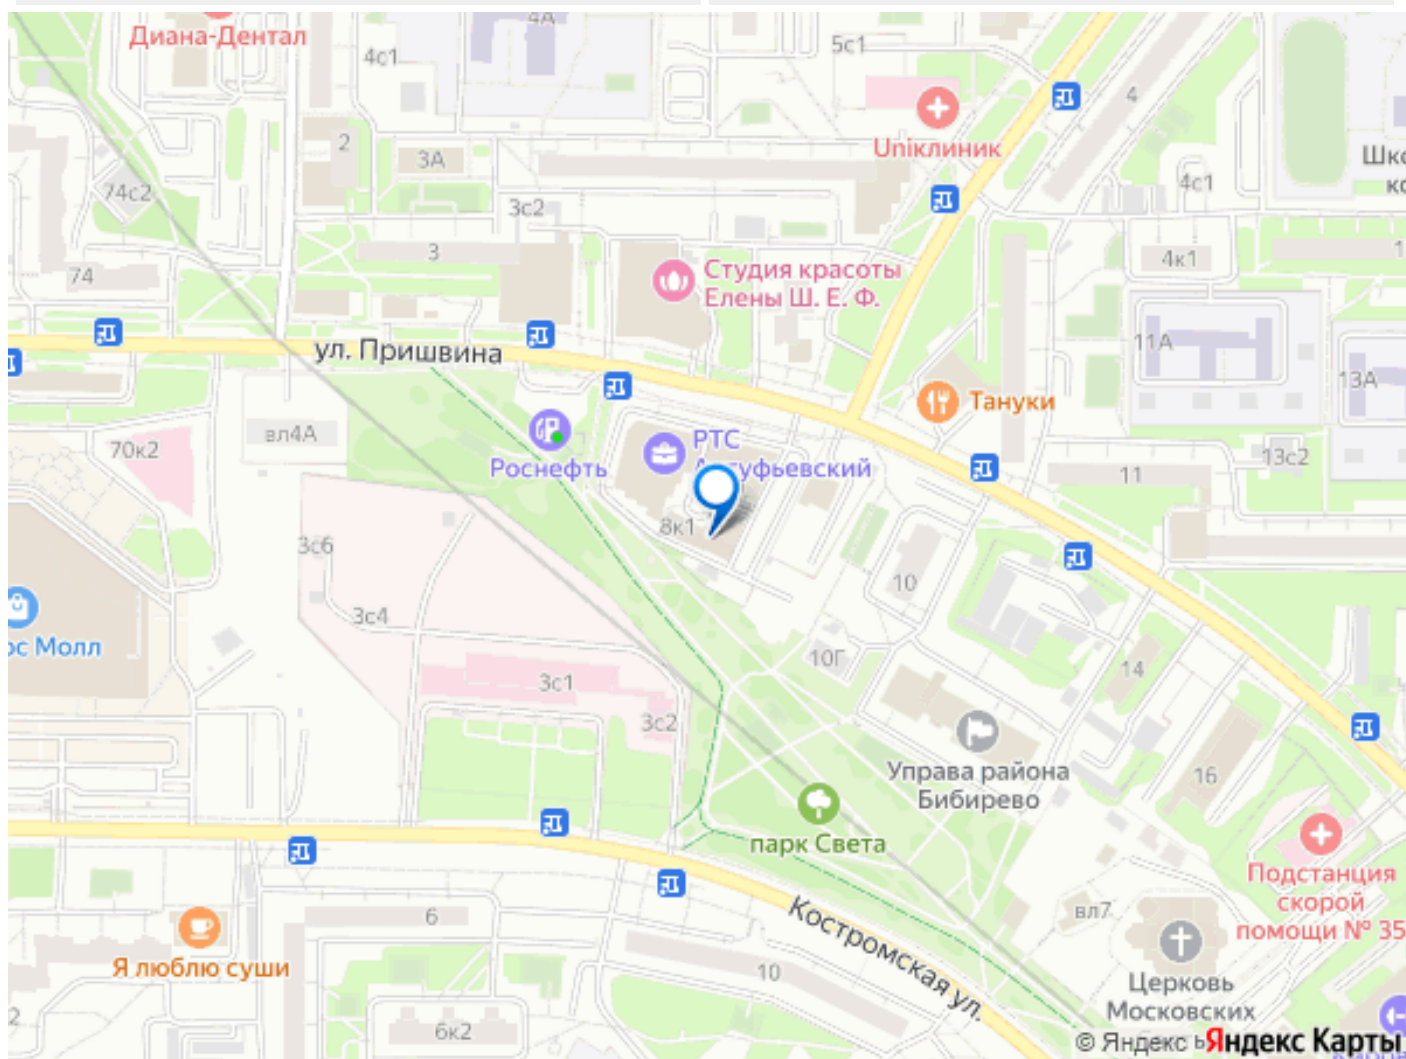 Диана-Дентал
4А
4с1
5с1
4
2
3А
Uniклиник
74с2
3с2
4с1
3
74
Студия красоты
Елены Ш. Е. Ф.
4к1
11А
ул. Пришвина
13А
Тануки
вл4А
70к2
Роснефть
РТС
8к1
11
13с2
3с6
10
3с4
ос Молл
10Г
14
3с1
3с2
Управа района
Бибирево
16
парк Света
Подстанция
скорой
помощи № 35
вл7
6
Костромская ул.
Я люблю суши
10
Церковь
Московских
2
6к2
© Яндекс
Яндекс Карты